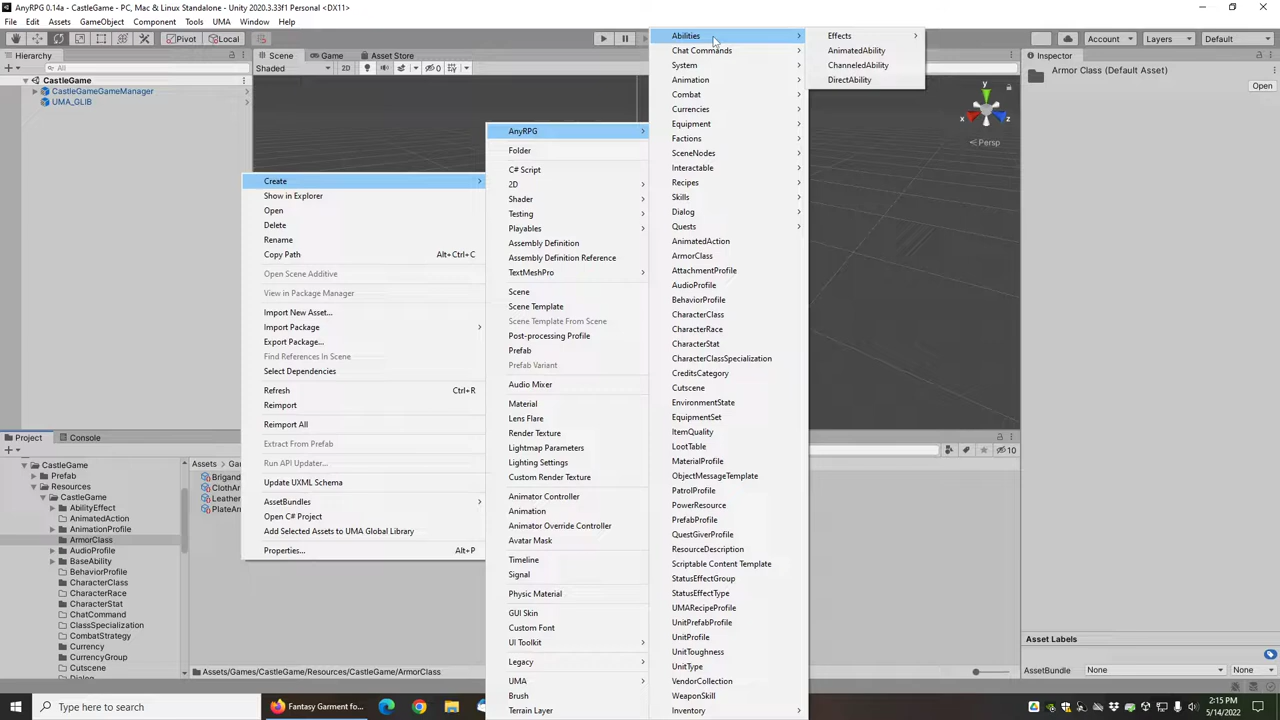 AnyRPG 0.14a - CastleGame - PC, Mac & Linux Standalone - Unity 2020.3.33f1 Personal <DX11>
File Edit Assets GameObject Component Tools UMA Window Help
Pivot Local Account Layers Default
Hierarchy
All
CastleGame
CastleGameGameManager
UMA_GLIB
Scene Game Asset Store
Shaded 2D 0
Persp
Inspector
Armor Class (Default Asset)
Open
Create
Show in Explorer
Open
Delete
Rename
Copy Path Alt+Ctrl+C
Open Scene Additive
View in Package Manager
Import New Asset...
Import Package
Export Package...
Find References In Scene
Select Dependencies
Refresh Ctrl+R
Reimport
Reimport All
Extract From Prefab
Run API Updater...
Update UXML Schema
AssetBundles
Open C# Project
Add Selected Assets to UMA Global Library
Properties... Alt+P
AnyRPG
Folder
C# Script
2D
Shader
Testing
Playables
Assembly Definition
Assembly Definition Reference
TextMeshPro
Scene
Scene Template
Scene Template From Scene
Post-processing Profile
Prefab
Prefab Variant
Audio Mixer
Material
Lens Flare
Render Texture
Lightmap Parameters
Lighting Settings
Custom Render Texture
Animator Controller
Animation
Animator Override Controller
Avatar Mask
Timeline
Signal
Physic Material
GUI Skin
Custom Font
UI Toolkit
Legacy
UMA
Brush
Terrain Layer
Abilities
Chat Commands
System
Animation
Combat
Currencies
Equipment
Factions
SceneNodes
Interactable
Recipes
Skills
Dialog
Quests
AnimatedAction
ArmorClass
AttachmentProfile
AudioProfile
BehaviorProfile
CharacterClass
CharacterRace
CharacterStat
CharacterClassSpecialization
CreditsCategory
Cutscene
EnvironmentState
EquipmentSet
ItemQuality
LootTable
MaterialProfile
ObjectMessageTemplate
PatrolProfile
PowerResource
PrefabProfile
QuestGiverProfile
ResourceDescription
Scriptable Content Template
StatusEffectGroup
StatusEffectType
UMARecipeProfile
UnitPrefabProfile
UnitProfile
UnitToughness
UnitType
VendorCollection
WeaponSkill
Inventory
Effects
AnimatedAbility
ChanneledAbility
DirectAbility
Project Console
10
CastleGame
Prefab
Resources
CastleGame
AbilityEffect
AnimatedAction
AnimationProfile
ArmorClass
AudioProfile
BaseAbility
BehaviorProfile
CharacterClass
CharacterRace
CharacterStat
ChatCommand
ClassSpecialization
CombatStrategy
Currency
CurrencyGroup
Cutscene
Dialog
Assets
Assets/Games/CastleGame/Resources/CastleGame/ArmorClass
Asset Labels
AssetBundle None None
Type here to search
Fantasy Garment fo...
2:15 PM
5/14/2022